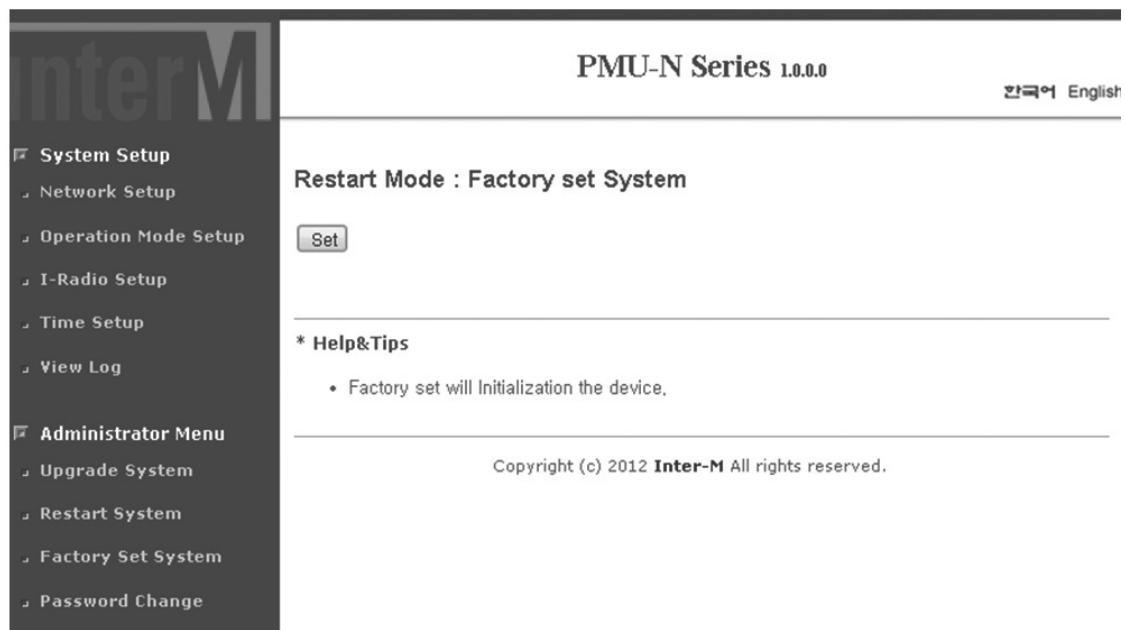 inter M
PMU-N Series 1.0.0.0
한국어 English
System Setup
Network Setup
Operation Mode Setup
I-Radio Setup
Time Setup
View Log
Administrator Menu
Upgrade System
Restart System
Factory Set System
Password Change
Restart Mode : Factory set System
Set
* Help&Tips
• Factory set will Initialization the device,
Copyright (c) 2012 Inter-M All rights reserved.